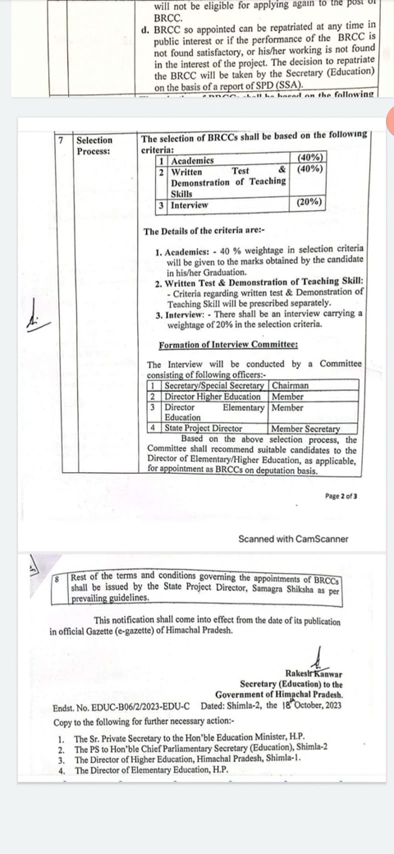 will not be eligible for applying again to the post of
BRCC.
d. BRCC so appointed can be repatriated at any time in
public interest or if the performance of the BRCC is
not found satisfactory, or his/her working is not found
in the interest of the project. The decision to repatriate
the BRCC will be taken by the Secretary (Education)
on the basis of a report of SPD (SSA).
7 Selection Process:
The selection of BRCCs shall be based on the following
criteria:
1 Academics (40%)
2 Written Test & (40%)
Demonstration of Teaching
Skills
3 Interview (20%)
The Details of the criteria are:-
1. Academics: - 40 % weightage in selection criteria
will be given to the marks obtained by the candidate
in his/her Graduation.
2. Written Test & Demonstration of Teaching Skill:
- Criteria regarding written test & Demonstration of
Teaching Skill will be prescribed separately.
3. Interview: - There shall be an interview carrying a
weightage of 20% in the selection criteria.
Formation of Interview Committee:
The Interview will be conducted by a Committee
consisting of following officers:-
1 Secretary/Special Secretary Chairman
2 Director Higher Education Member
3 Director Elementary Member
Education
4 State Project Director Member Secretary
Based on the above selection process, the
Committee shall recommend suitable candidates to the
Director of Elementary/Higher Education, as applicable,
for appointment as BRCCs on deputation basis.
Page 2 of 3
Scanned with CamScanner
8 Rest of the terms and conditions governing the appointments of BRCCs
shall be issued by the State Project Director, Samagra Shiksha as per
prevailing guidelines.
This notification shall come into effect from the date of its publication
in official Gazette (e-gazette) of Himachal Pradesh.
Rakesh Kanwar
Secretary (Education) to the
Government of Himachal Pradesh.
Endst. No. EDUC-B06/2/2023-EDU-C Dated: Shimla-2, the 18th October, 2023
Copy to the following for further necessary action:-
1. The Sr. Private Secretary to the Hon'ble Education Minister, H.P.
2. The PS to Hon'ble Chief Parliamentary Secretary (Education), Shimla-2
3. The Director of Higher Education, Himachal Pradesh, Shimla-1.
4. The Director of Elementary Education, H.P.